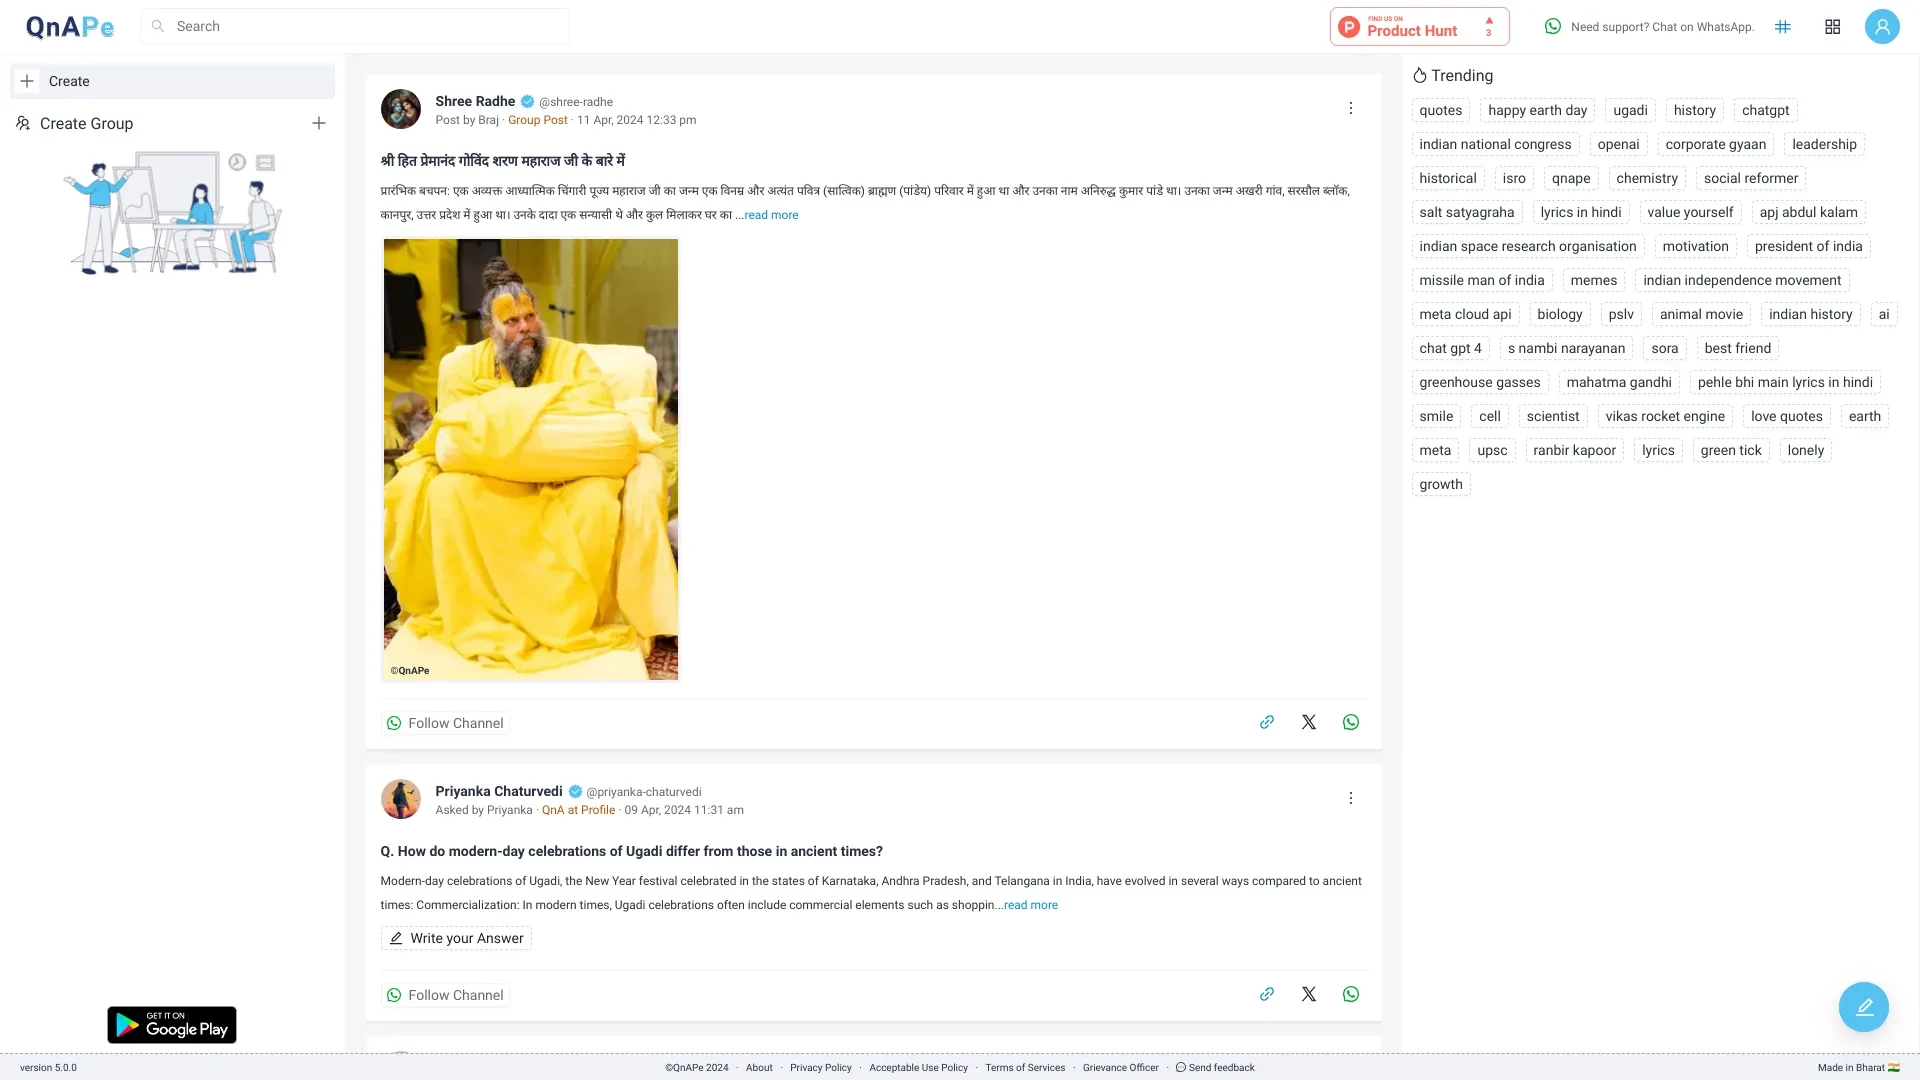 QnAPe
Search
FIND US ON
Product Hunt
3
Need support? Chat on WhatsApp.
Create
Create Group
Shree Radhe @shree-radhe
Post by Braj · Group Post · 11 Apr, 2024 12:33 pm
श्री हित प्रेमानंद गोविंद शरण महाराज जी के बारे में
प्रारंभिक बचपन: एक अव्यक्त आध्यात्मिक चिंगारी पूज्य महाराज जी का जन्म एक विनम्र और अत्यंत पवित्र (सात्विक) ब्राह्मण (पांडेय) परिवार में हुआ था और उनका नाम अनिरुद्ध कुमार पांडे था। उनका जन्म अखरी गांव, सरसौल ब्लॉक,
कानपुर, उत्तर प्रदेश में हुआ था। उनके दादा एक सन्यासी थे और कुल मिलाकर घर का ...read more
©QnAPe
Follow Channel
Priyanka Chaturvedi @priyanka-chaturvedi
Asked by Priyanka · QnA at Profile · 09 Apr, 2024 11:31 am
Q. How do modern-day celebrations of Ugadi differ from those in ancient times?
Modern-day celebrations of Ugadi, the New Year festival celebrated in the states of Karnataka, Andhra Pradesh, and Telangana in India, have evolved in several ways compared to ancient
times: Commercialization: In modern times, Ugadi celebrations often include commercial elements such as shoppin...read more
Write your Answer
Follow Channel
Trending
quotes happy earth day ugadi history chatgpt
indian national congress openai corporate gyaan leadership
historical isro qnape chemistry social reformer
salt satyagraha lyrics in hindi value yourself apj abdul kalam
indian space research organisation motivation president of india
missile man of india memes indian independence movement
meta cloud api biology pslv animal movie indian history ai
chat gpt 4 s nambi narayanan sora best friend
greenhouse gasses mahatma gandhi pehle bhi main lyrics in hindi
smile cell scientist vikas rocket engine love quotes earth
meta upsc ranbir kapoor lyrics green tick lonely
growth
GET IT ON
Google Play
version 5.0.0
©QnAPe 2024 · About · Privacy Policy · Acceptable Use Policy · Terms of Services · Grievance Officer · Send feedback
Made in Bharat 🇮🇳